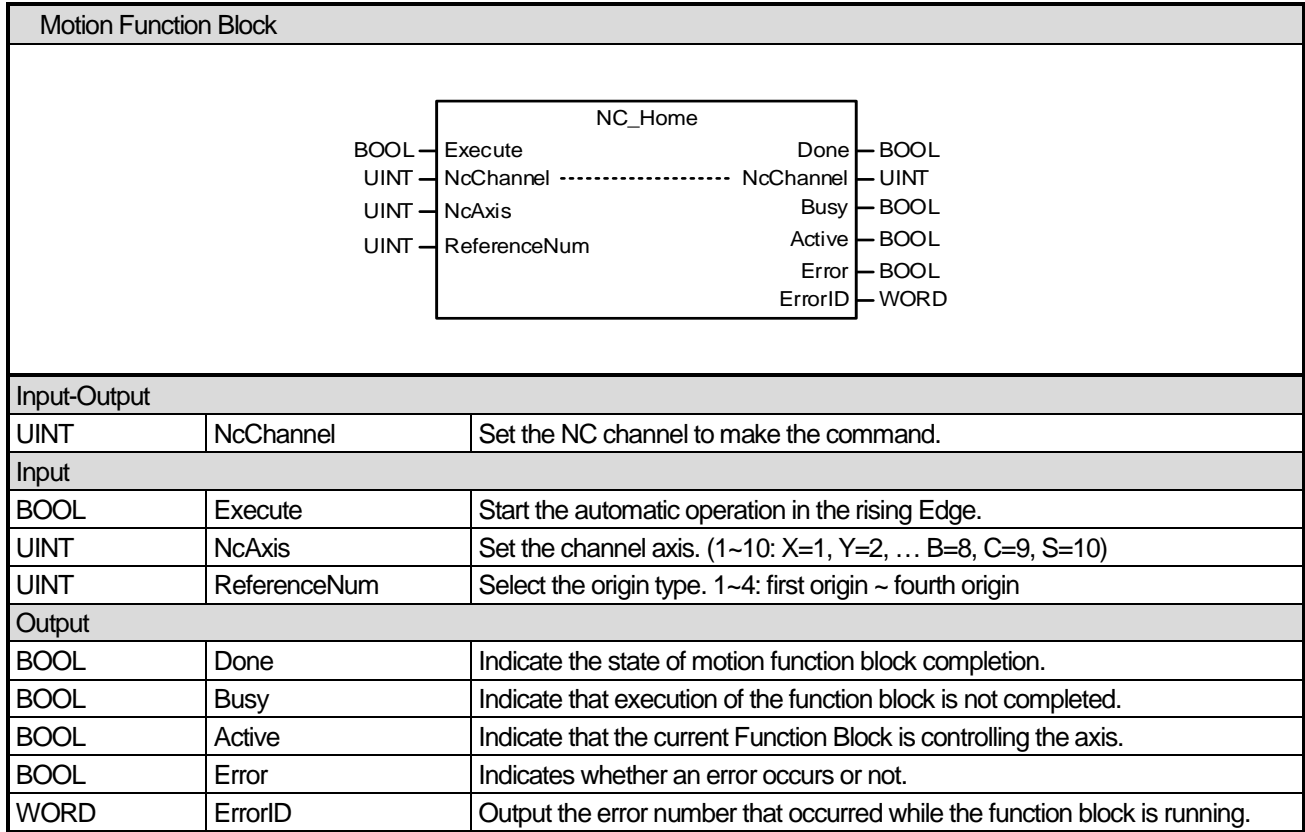 Motion Function Block
NC_Home
BOOL Execute Done BOOL
UINT NcChannel NcChannel UINT
UINT NcAxis Busy BOOL
UINT ReferenceNum Active BOOL
Error BOOL
ErrorID WORD
Input-Output
UINT NcChannel Set the NC channel to make the command.
Input
BOOL Execute Start the automatic operation in the rising Edge.
UINT NcAxis Set the channel axis. (1~10: X=1, Y=2, … B=8, C=9, S=10)
UINT ReferenceNum Select the origin type. 1~4: first origin ~ fourth origin
Output
BOOL Done Indicate the state of motion function block completion.
BOOL Busy Indicate that execution of the function block is not completed.
BOOL Active Indicate that the current Function Block is controlling the axis.
BOOL Error Indicates whether an error occurs or not.
WORD ErrorID Output the error number that occurred while the function block is running.